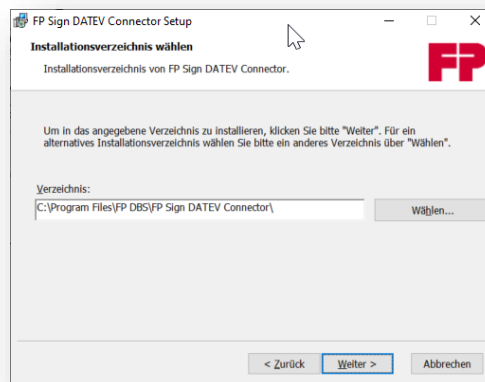 FP Sign DATEV Connector Setup
Installationsverzeichnis wählen
Installationsverzeichnis von FP Sign DATEV Connector.
FP
Um in das angegebene Verzeichnis zu installieren, klicken Sie bitte "Weiter". Für ein
alternatives Installationsverzeichnis wählen Sie bitte ein anderes Verzeichnis über "Wählen".
Verzeichnis:
C:\Program Files\FP DBS\FP Sign DATEV Connector\
Wählen...
< Zurück
Weiter >
Abbrechen